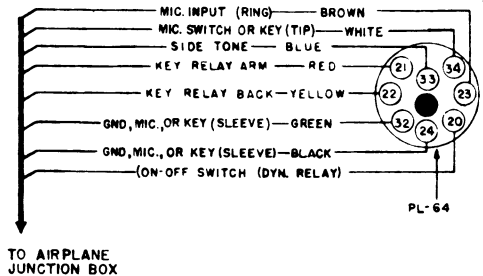 MIC. INPUT (RING) BROWN
MIC. SWITCH OR KEY (TIP) WHITE
SIDE TONE BLUE
KEY RELAY ARM RED
KEY RELAY BACK YELLOW
GND, MIC., OR KEY (SLEEVE) GREEN
GND, MIC., OR KEY (SLEEVE) BLACK
(ON-OFF SWITCH (DYN. RELAY)
21 33 34
22 23
32 24 20
PL-64
TO AIRPLANE
JUNCTION BOX